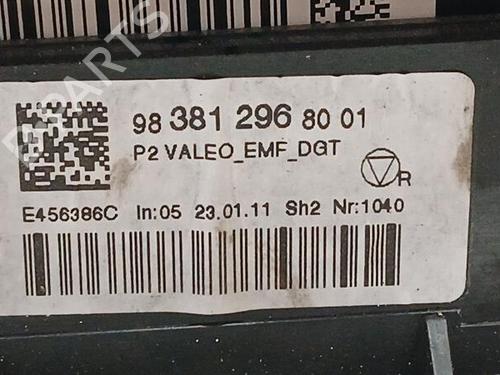 PARTS
98 381 296 80 01
P2 VALEO_EMF_DGT
R
E456386C In:05 23.01.11 Sh2 Nr:1040